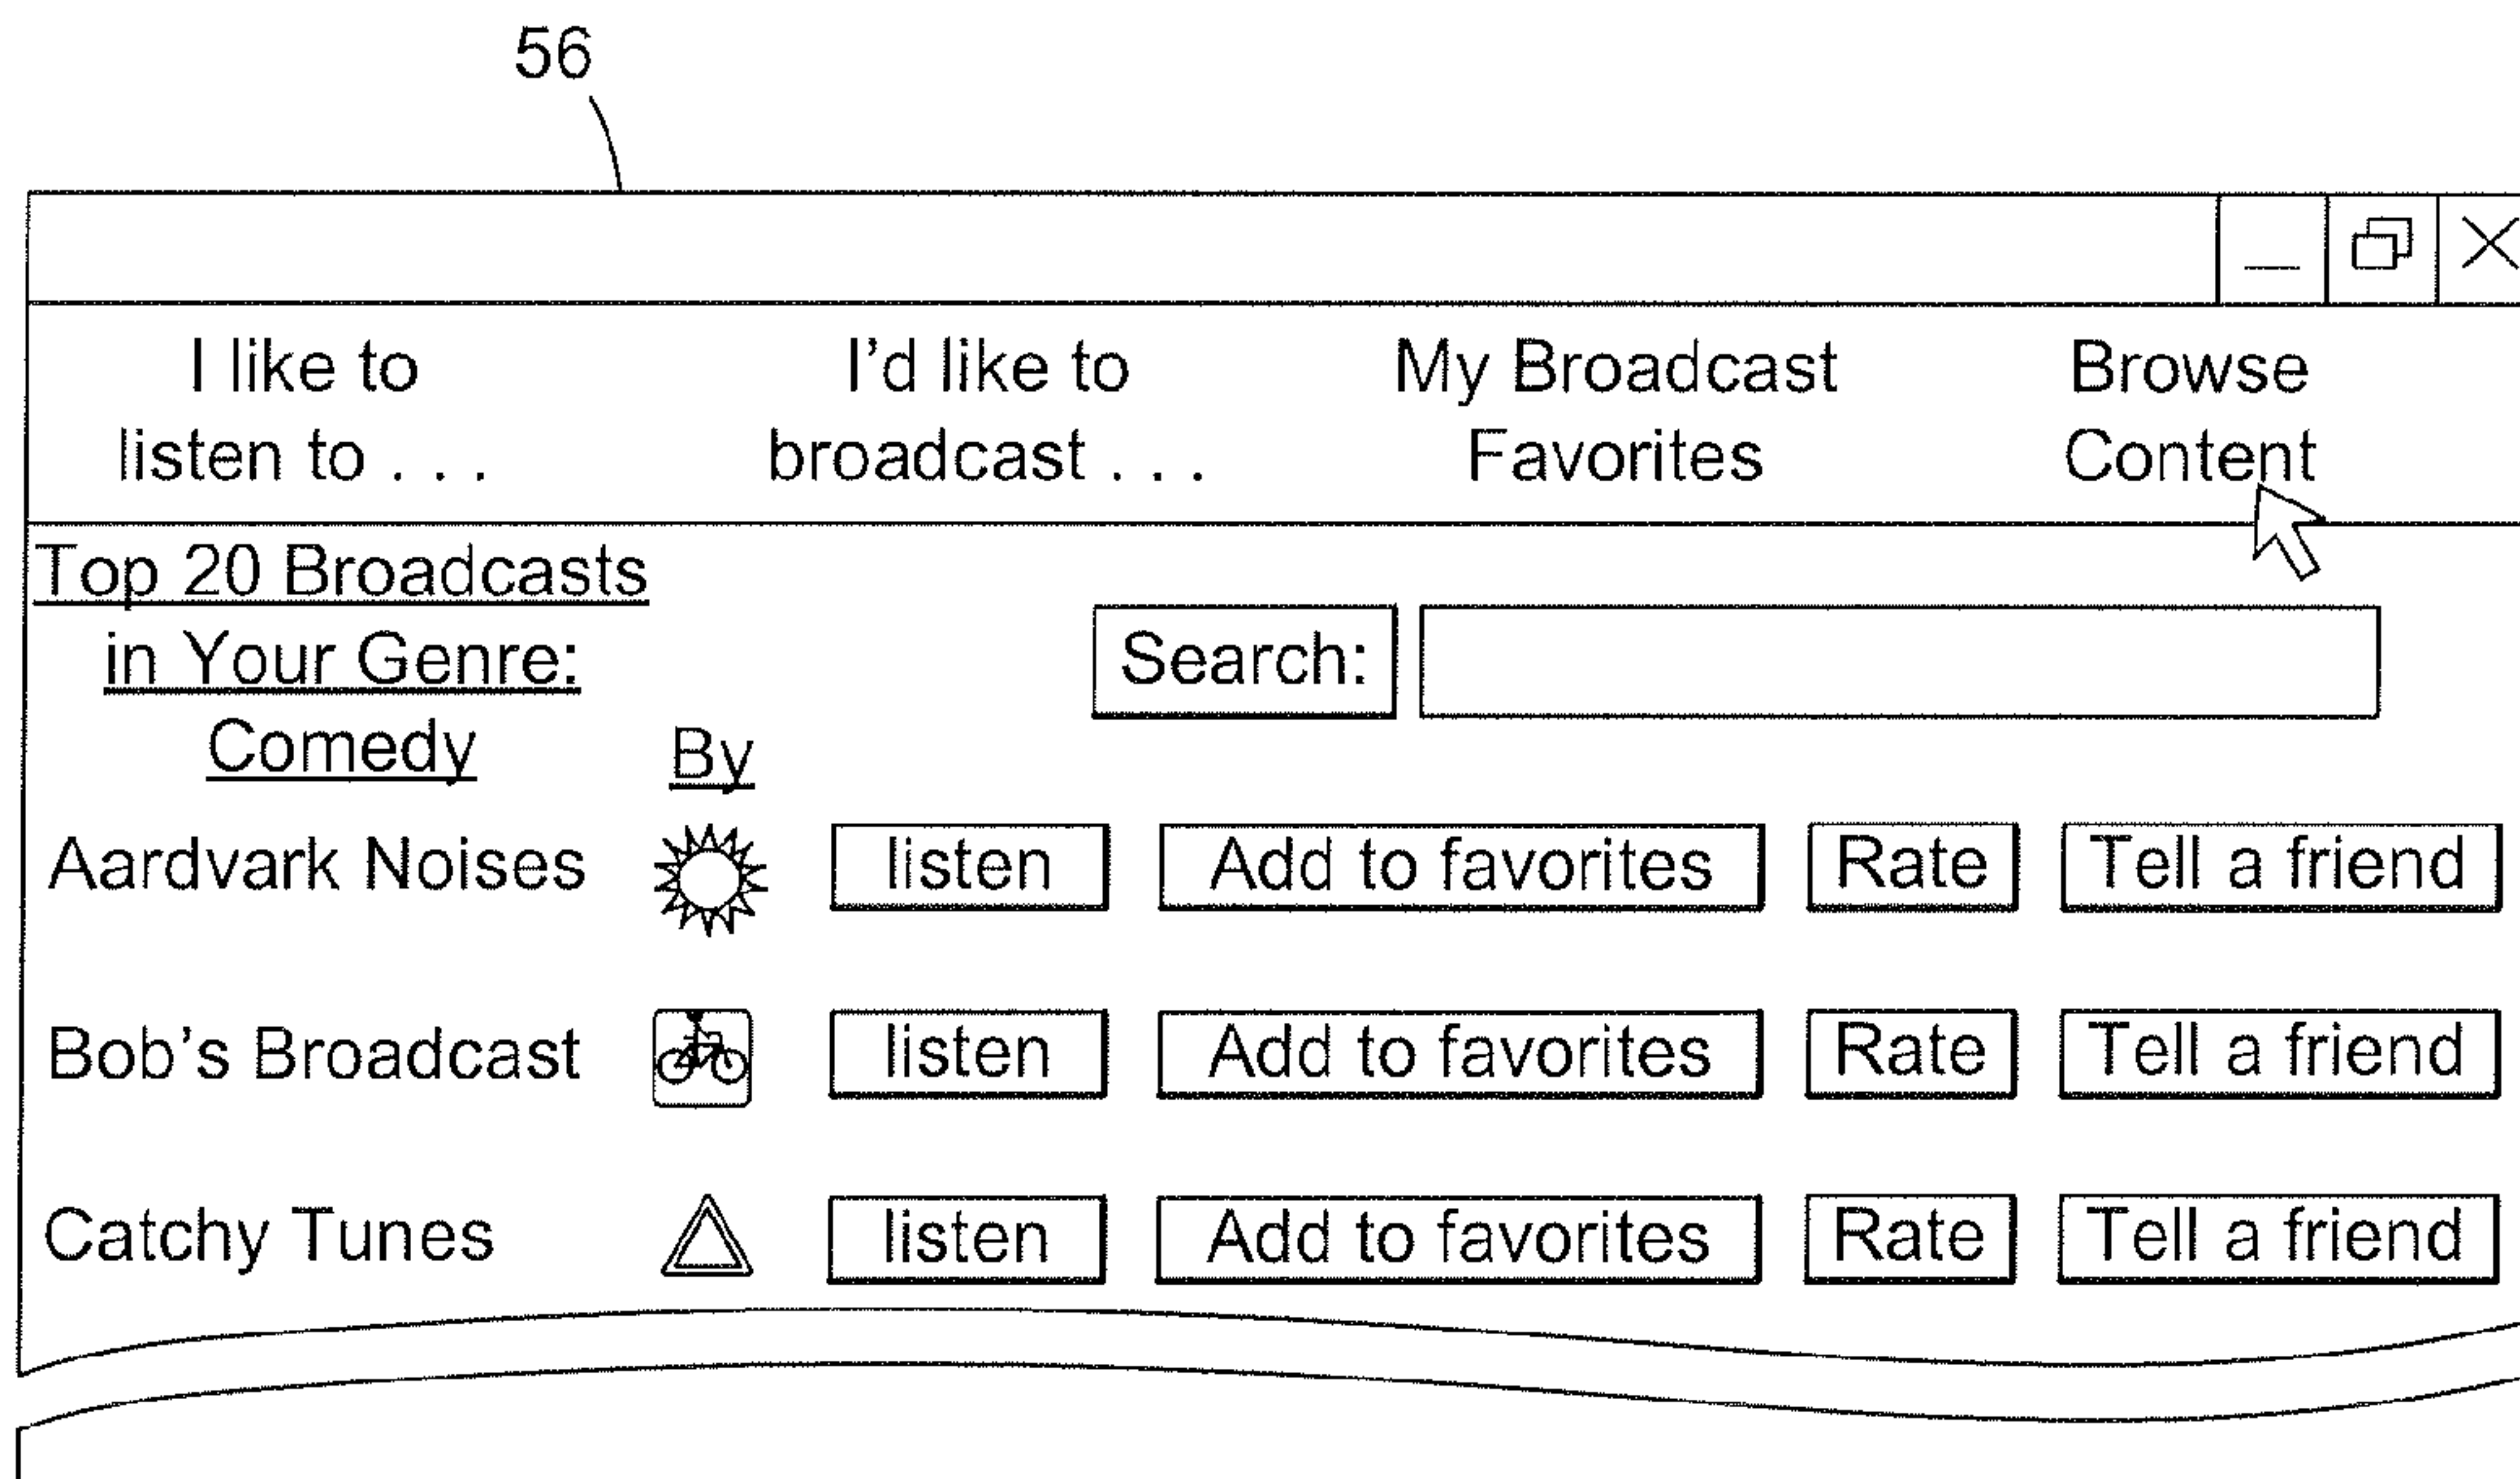 56
I like to
listen to . . .
I'd like to
broadcast . . .
My Broadcast
Favorites
Browse
Content
Top 20 Broadcasts
in Your Genre:
Comedy
By
Search:
Aardvark Noises listen Add to favorites Rate Tell a friend
Bob's Broadcast listen Add to favorites Rate Tell a friend
Catchy Tunes listen Add to favorites Rate Tell a friend